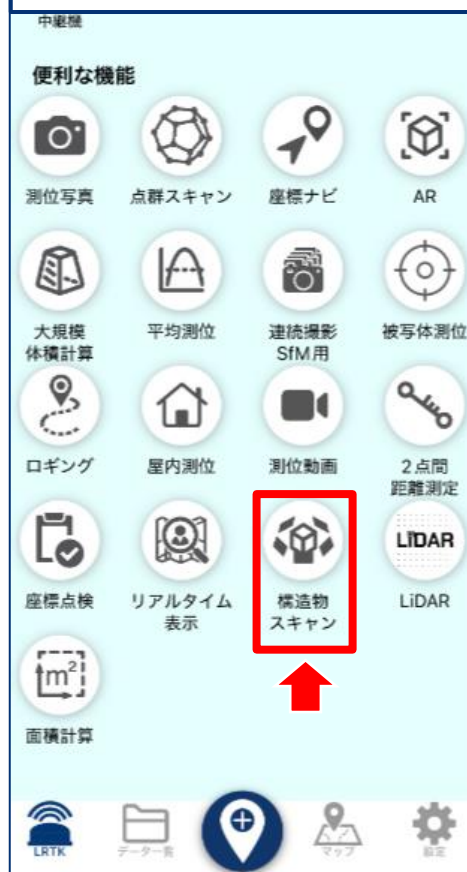 中継機
便利な機能
測位写真
点群スキャン
座標ナビ
AR
大規模
体積計算
平均測位
連続撮影
SfM用
被写体測位
ロギング
屋内測位
測位動画
2点間
距離測定
座標点検
リアルタイム
表示
構造物
スキャン
LiDAR
LiDAR
m²
面積計算
LRTK
データ一覧
マップ
設定